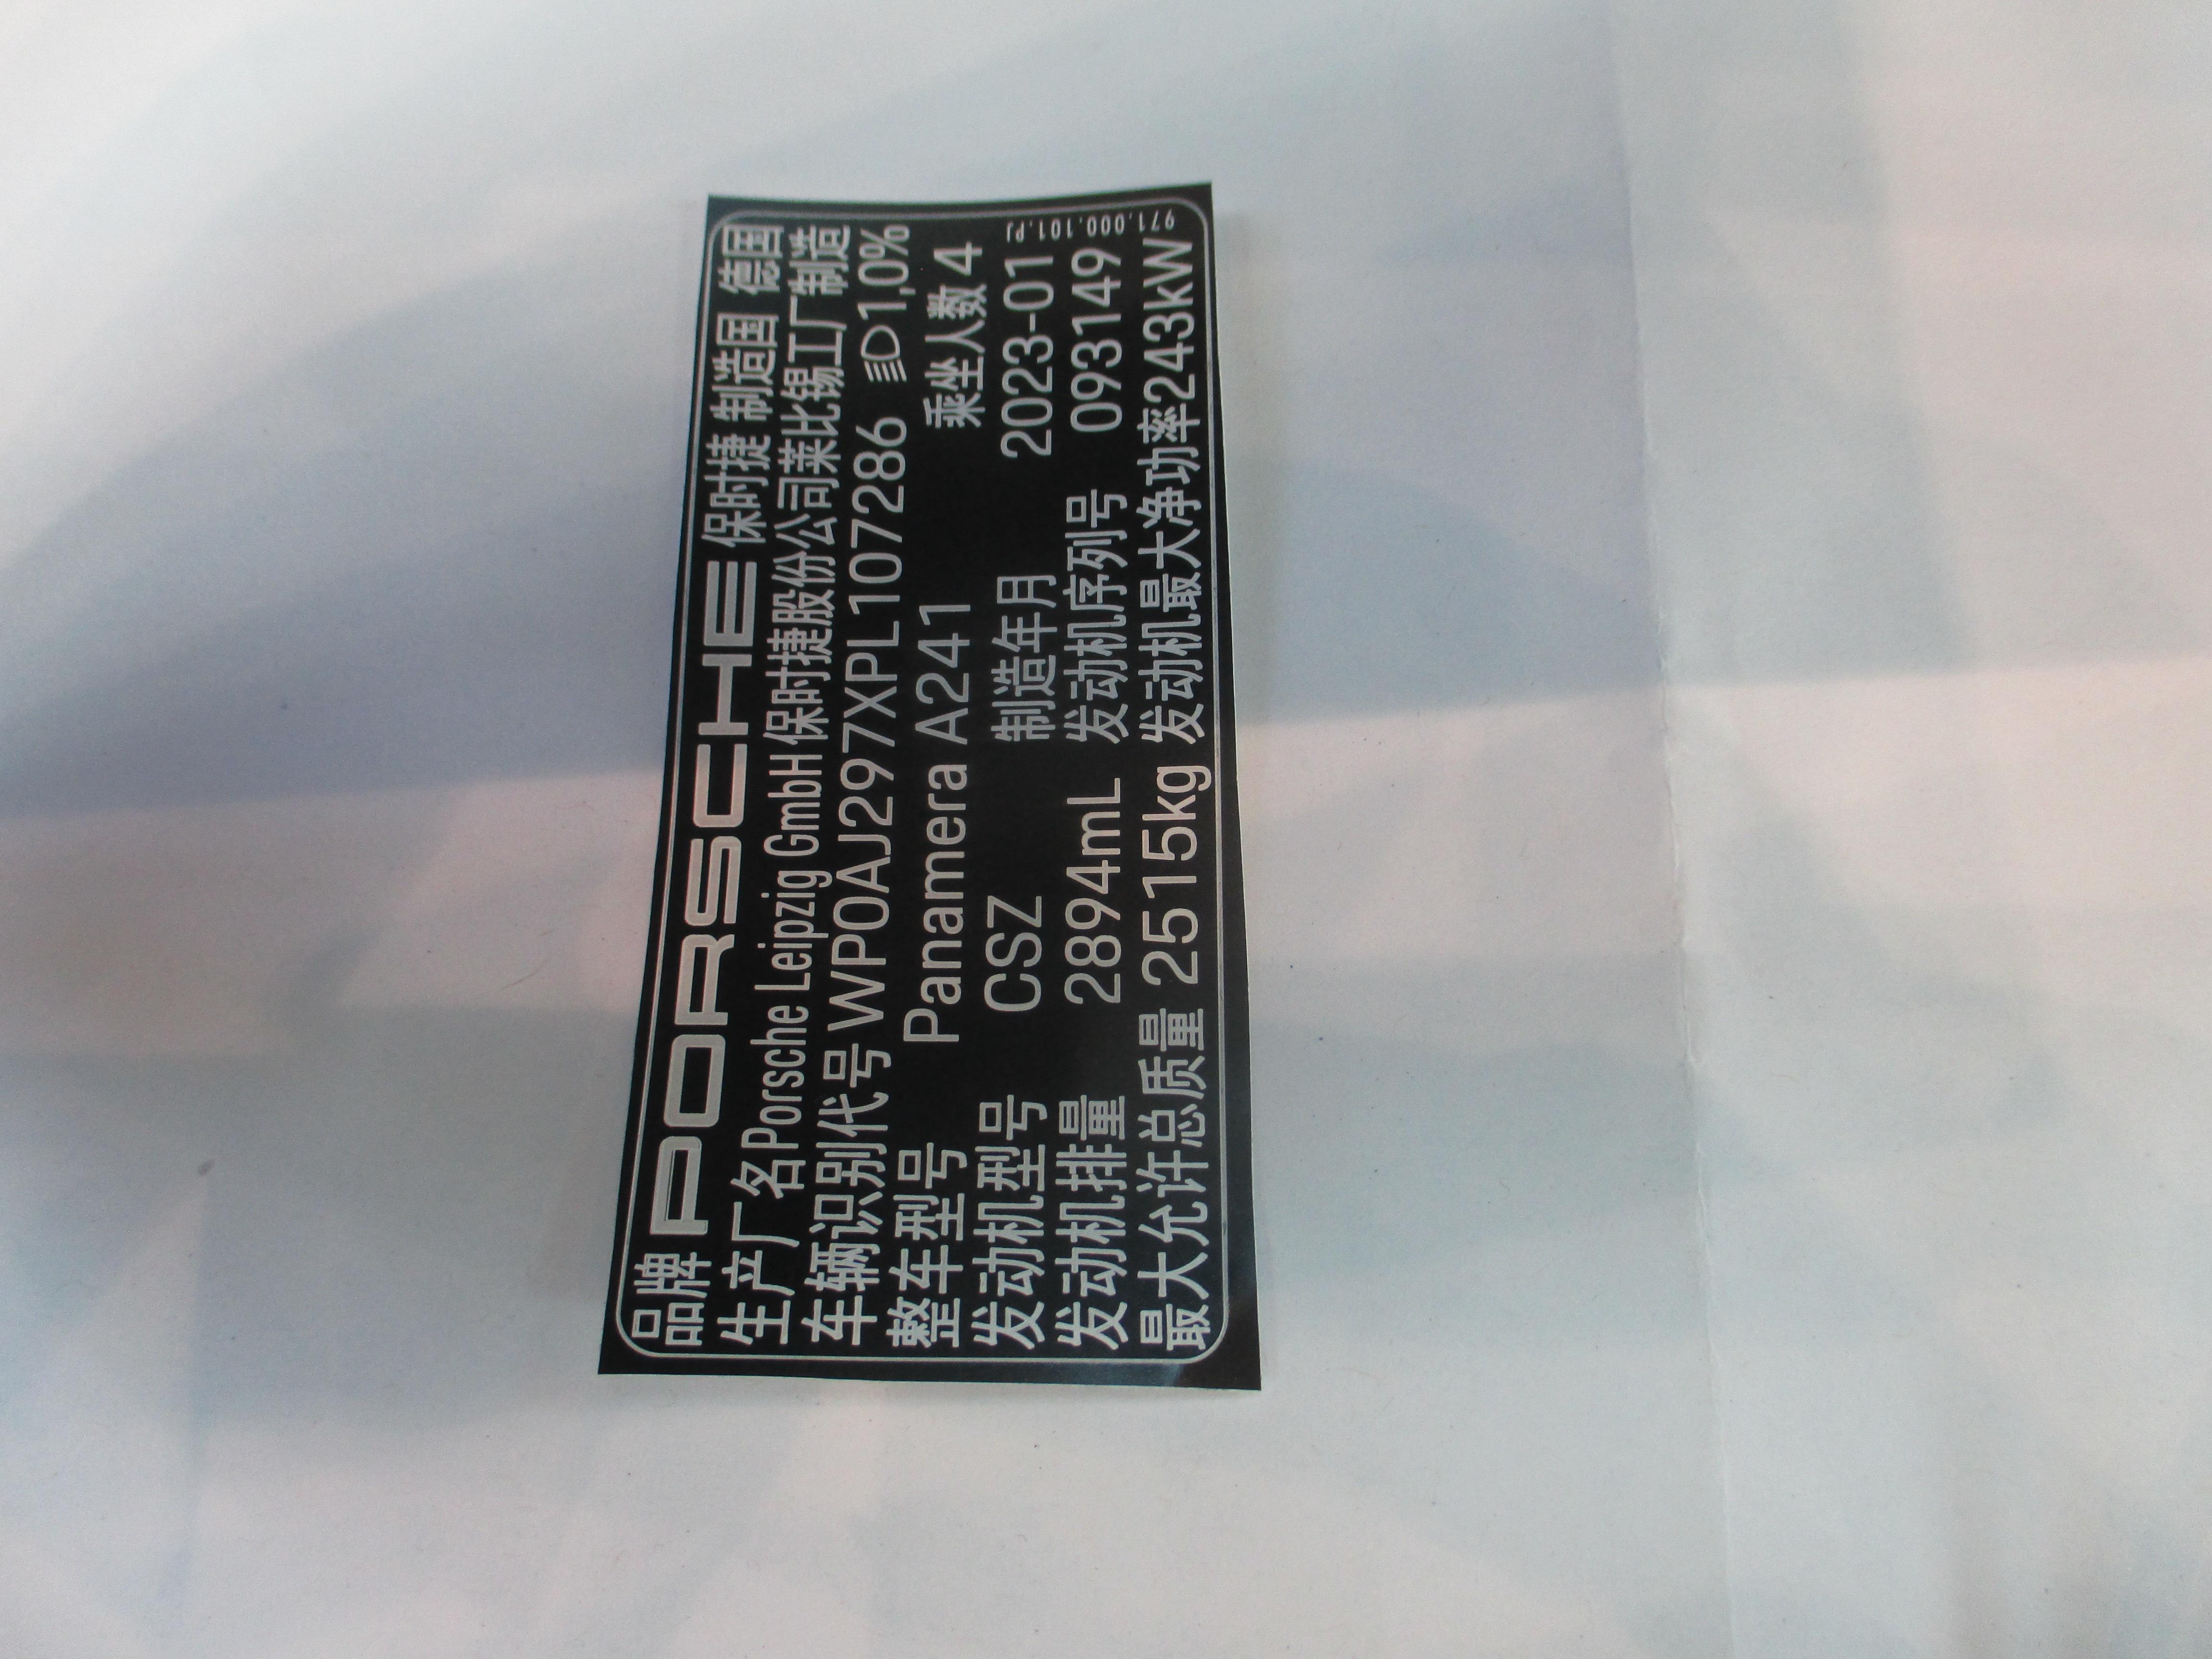 品牌 PORSCHE 保时捷 制造国 德国
生产厂名 Porsche Leipzig GmbH 保时捷股份公司莱比锡工厂制造
车辆识别代号 WP0AJ297XPL107286 1,0%
整车型号 Panamera A241 乘坐人数 4
发动机型号 CSZ 制造年月 2023-01
发动机排量 2894mL 发动机序列号 093149
最大允许总质量 2515kg 发动机最大净功率243kW
971.000.101.PJ